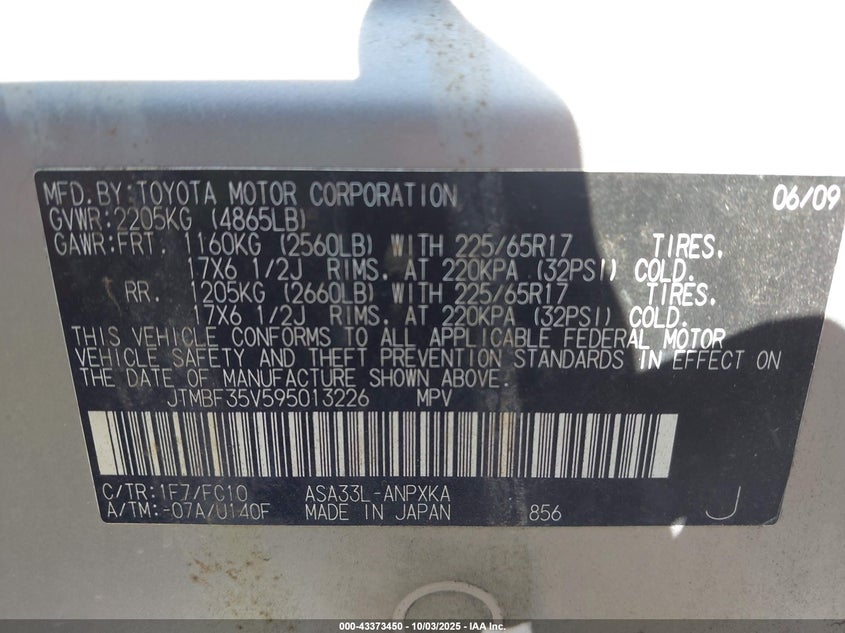 MFD. BY: TOYOTA MOTOR CORPORATION 06/09
GVWR: 2205KG (4865LB)
GAWR: FRT. 1160KG (2560LB) WITH 225/65R17 TIRES,
17X6 1/2J RIMS, AT 220KPA (32PSI) COLD.
RR. 1205KG (2660LB) WITH 225/65R17 TIRES,
17X6 1/2J RIMS, AT 220KPA (32PSI) COLD.
THIS VEHICLE CONFORMS TO ALL APPLICABLE FEDERAL MOTOR
VEHICLE SAFETY AND THEFT PREVENTION STANDARDS IN EFFECT ON
THE DATE OF MANUFACTURE SHOWN ABOVE.
JTMBF35V595013226 MPV
C/TR: 1F7/FC10 ASA33L-ANPXKA
A/TM: -07A/U140F MADE IN JAPAN 856 J
000-43373450 - 10/03/2025 - IAA Inc.